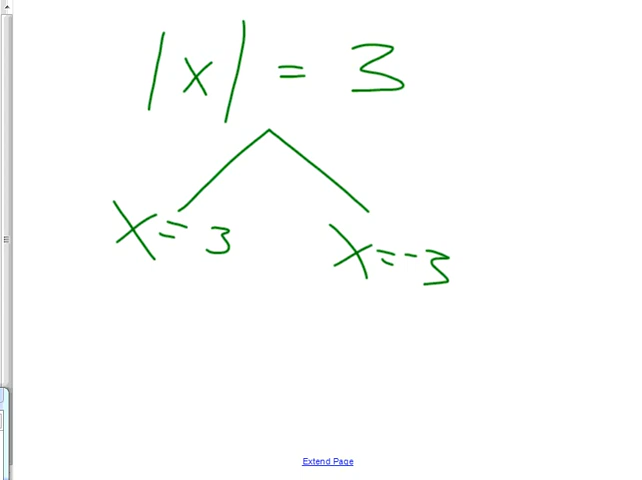 |x| = 3
x = 3
x = -3
Extend Page